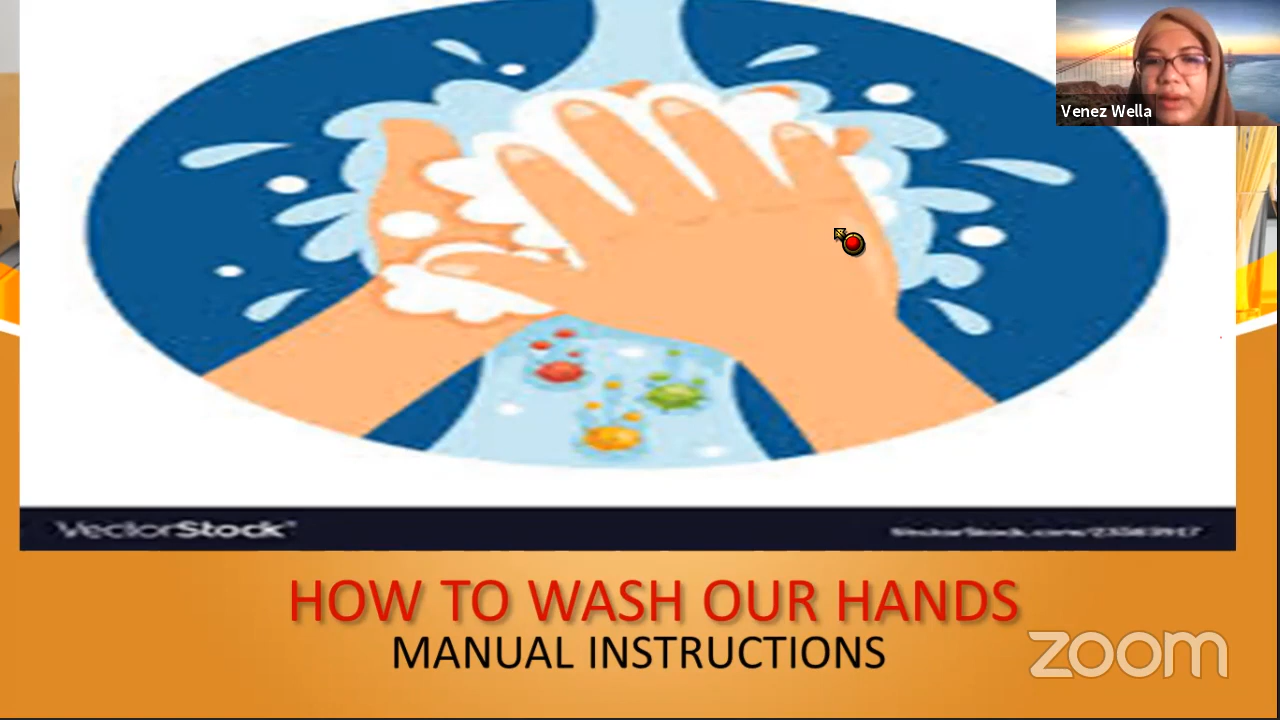 Venez Wella
VectorStock
HOW TO WASH OUR HANDS
MANUAL INSTRUCTIONS
zoom